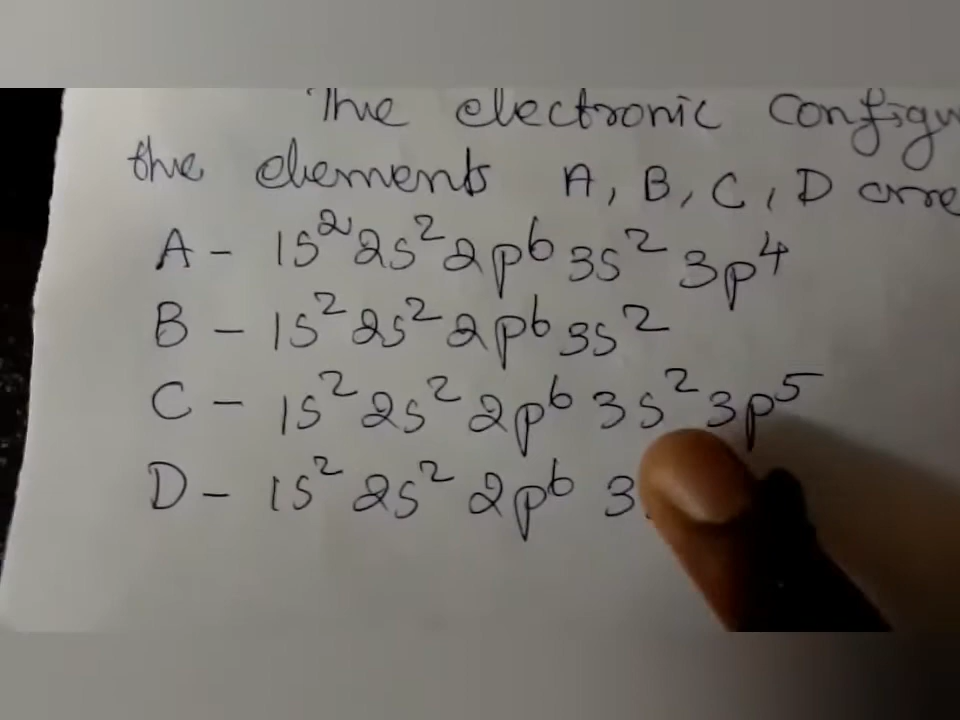 The electronic
the elements A, B, C, D are
A - 1s² 2s² 2p⁶ 3s² 3p⁴
B - 1s² 2s² 2p⁶ 3s²
C - 1s² 2s² 2p⁶ 3s² 3p⁵
D - 1s² 2s² 2p⁶ 3